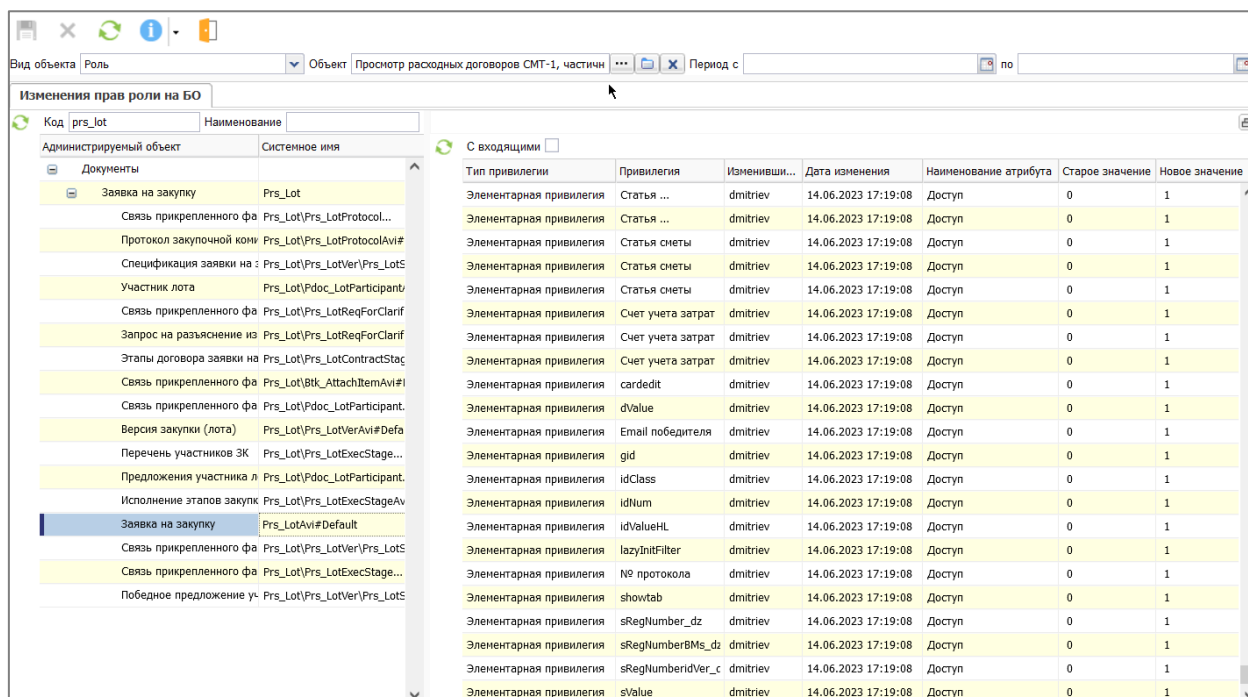 Вид объекта Роль Объект Просмотр расходных договоров СМТ-1, частичн ... Период с по
Изменения прав роли на БО
Код prs_lot Наименование
Администрируемый объект Системное имя
Документы
Заявка на закупку Prs_Lot
Связь прикрепленного фа Prs_Lot\Prs_LotProtocol...
Протокол закупочной коми Prs_Lot\Prs_LotProtocolAvi#
Спецификация заявки на з Prs_Lot\Prs_LotVer\Prs_LotS
Участник лота Prs_Lot\Pdoc_LotParticipant
Связь прикрепленного фа Prs_Lot\Prs_LotReqForClarif
Запрос на разъяснение из Prs_Lot\Prs_LotReqForClarif
Этапы договора заявки на Prs_Lot\Prs_LotContractStag
Связь прикрепленного фа Prs_Lot\Btk_AttachItemAvi#
Связь прикрепленного фа Prs_Lot\Pdoc_LotParticipant.
Версия закупки (лота) Prs_Lot\Prs_LotVerAvi#Defa
Перечень участников ЗК Prs_Lot\Prs_LotExecStage...
Предложения участника л Prs_Lot\Pdoc_LotParticipant.
Исполнение этапов закупк Prs_Lot\Prs_LotExecStageAv
Заявка на закупку Prs_LotAvi#Default
Связь прикрепленного фа Prs_Lot\Prs_LotVer\Prs_LotS
Связь прикрепленного фа Prs_Lot\Prs_LotExecStage...
Победное предложение уч Prs_Lot\Prs_LotVer\Prs_LotS
С входящими
Тип привилегии Привилегия Изменивши... Дата изменения Наименование атрибута Старое значение Новое значение
Элементарная привилегия Статья ... dmitriev 14.06.2023 17:19:08 Доступ 0 1
Элементарная привилегия Статья ... dmitriev 14.06.2023 17:19:08 Доступ 0 1
Элементарная привилегия Статья сметы dmitriev 14.06.2023 17:19:08 Доступ 0 1
Элементарная привилегия Статья сметы dmitriev 14.06.2023 17:19:08 Доступ 0 1
Элементарная привилегия Статья сметы dmitriev 14.06.2023 17:19:08 Доступ 0 1
Элементарная привилегия Счет учета затрат dmitriev 14.06.2023 17:19:08 Доступ 0 1
Элементарная привилегия Счет учета затрат dmitriev 14.06.2023 17:19:08 Доступ 0 1
Элементарная привилегия Счет учета затрат dmitriev 14.06.2023 17:19:08 Доступ 0 1
Элементарная привилегия cardedit dmitriev 14.06.2023 17:19:08 Доступ 0 1
Элементарная привилегия dValue dmitriev 14.06.2023 17:19:08 Доступ 0 1
Элементарная привилегия Email победителя dmitriev 14.06.2023 17:19:08 Доступ 0 1
Элементарная привилегия gid dmitriev 14.06.2023 17:19:08 Доступ 0 1
Элементарная привилегия idClass dmitriev 14.06.2023 17:19:08 Доступ 0 1
Элементарная привилегия idNum dmitriev 14.06.2023 17:19:08 Доступ 0 1
Элементарная привилегия idValueHL dmitriev 14.06.2023 17:19:08 Доступ 0 1
Элементарная привилегия lazyInitFilter dmitriev 14.06.2023 17:19:08 Доступ 0 1
Элементарная привилегия № протокола dmitriev 14.06.2023 17:19:08 Доступ 0 1
Элементарная привилегия showtab dmitriev 14.06.2023 17:19:08 Доступ 0 1
Элементарная привилегия sRegNumber_dz dmitriev 14.06.2023 17:19:08 Доступ 0 1
Элементарная привилегия sRegNumberBMs_dz dmitriev 14.06.2023 17:19:08 Доступ 0 1
Элементарная привилегия sRegNumberidVer_d dmitriev 14.06.2023 17:19:08 Доступ 0 1
Элементарная привилегия sValue dmitriev 14.06.2023 17:19:08 Доступ 0 1